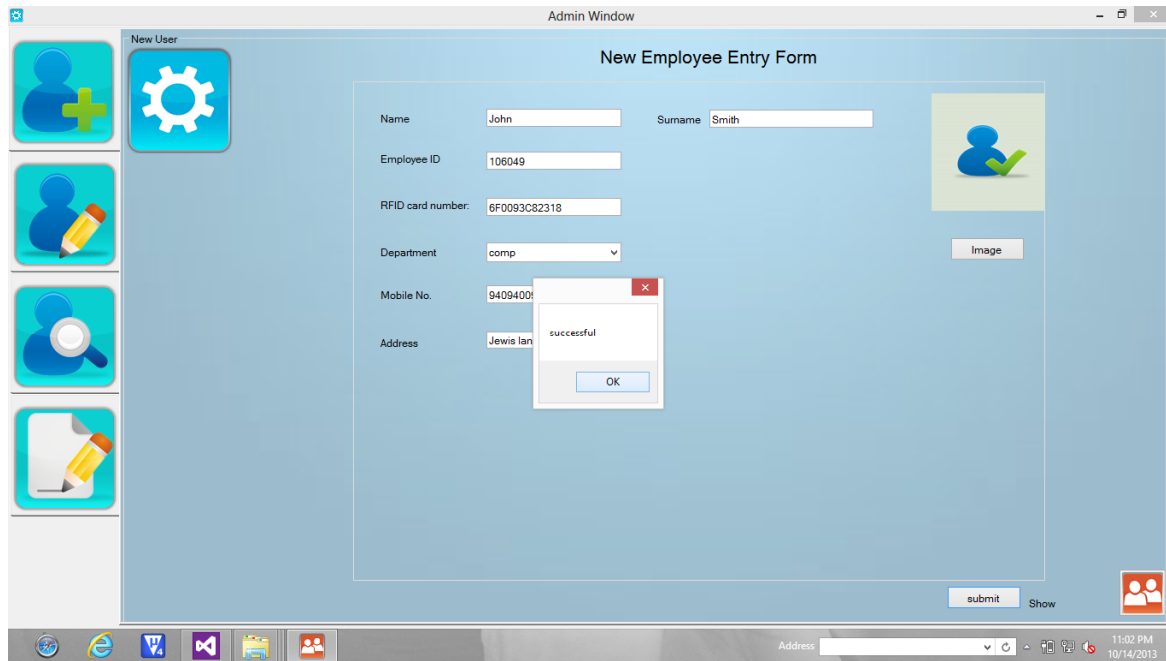 Admin Window
New User
New Employee Entry Form
Name John Surname Smith
Employee ID 106049
RFID card number: 6F0093C82318
Department comp
Image
Mobile No.
successful
Address Jewis
OK
submit Show
Address
11:02 PM
10/14/2013